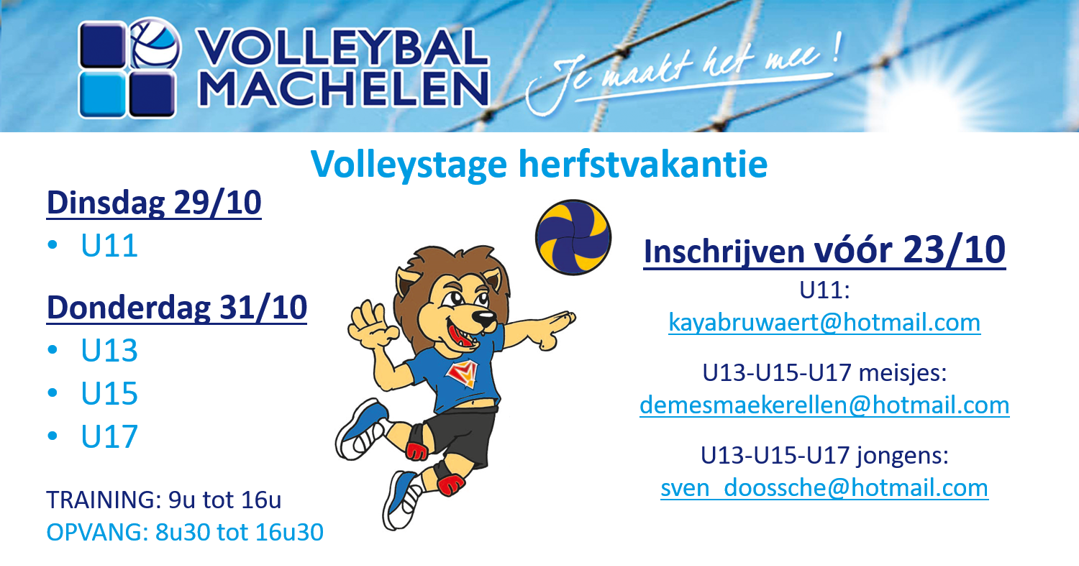 VOLLEYBAL
MACHELEN
Je maakt het mee !
Volleystage herfstvakantie
Dinsdag 29/10
• U11
Donderdag 31/10
• U13
• U15
• U17
TRAINING: 9u tot 16u
OPVANG: 8u30 tot 16u30
Inschrijven vóór 23/10
U11:
kayabruwaert@hotmail.com
U13-U15-U17 meisjes:
demesmaekerellen@hotmail.com
U13-U15-U17 jongens:
sven_doossche@hotmail.com